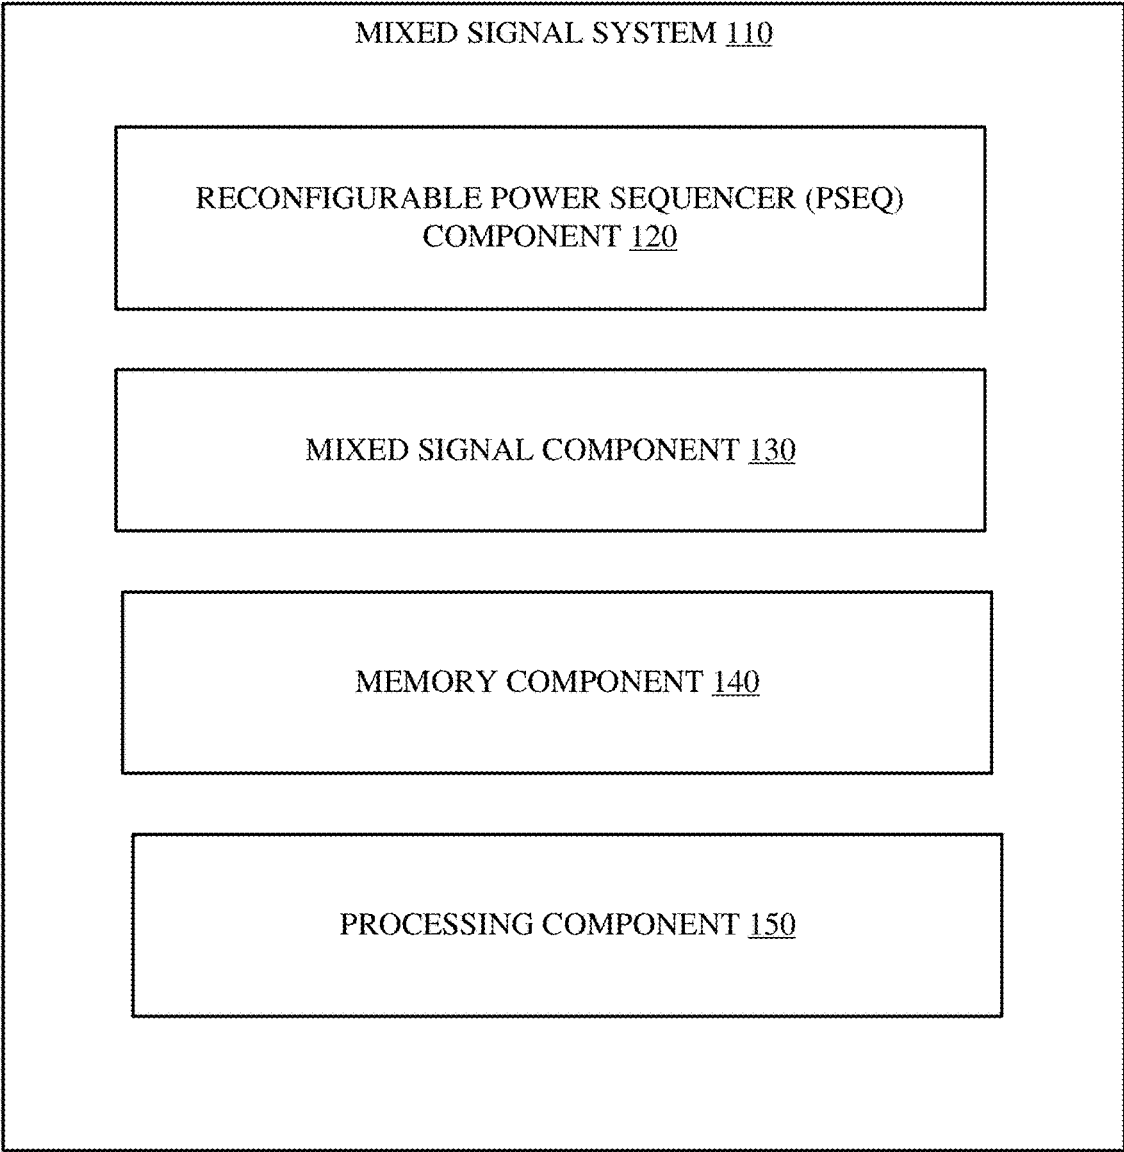 MIXED SIGNAL SYSTEM 110
RECONFIGURABLE POWER SEQUENCER (PSEQ)
COMPONENT 120
MIXED SIGNAL COMPONENT 130
MEMORY COMPONENT 140
PROCESSING COMPONENT 150